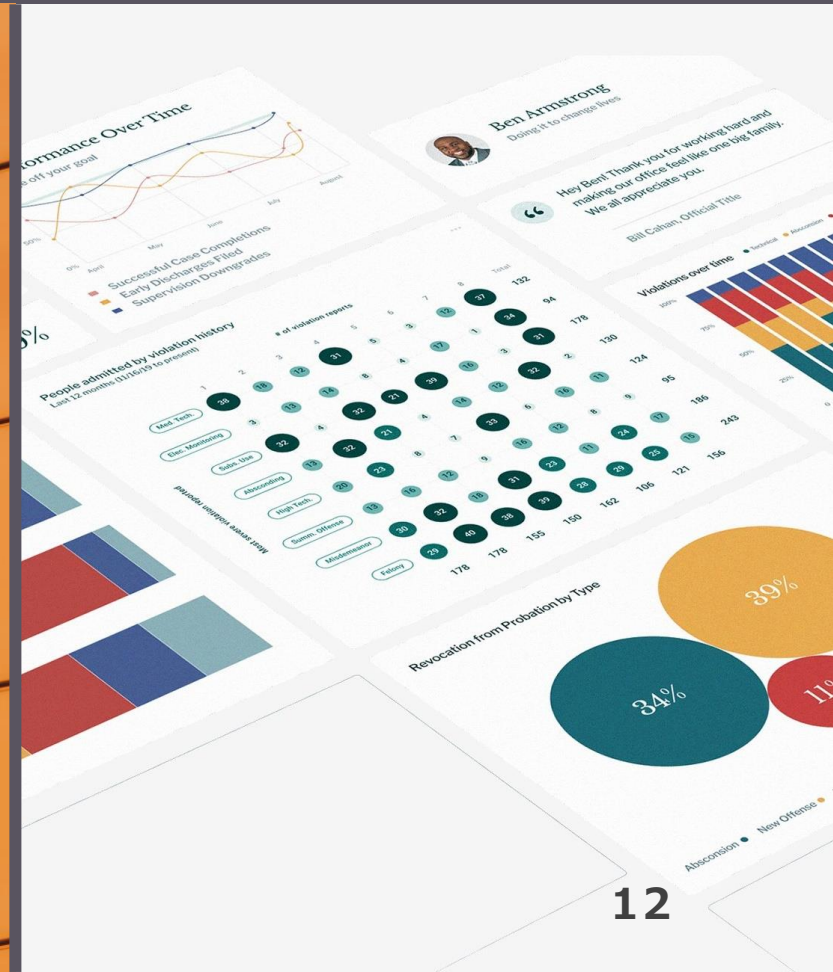 ormance Over Time
e off your goal
50%
0%
April
May
June
July
August
Successful Case Completions
Early Discharges Filed
Supervision Downgrades
Ben Armstrong
Doing it to change lives
Hey Ben! Thank you for working hard and
making our office feel like one big family.
We all appreciate you.
Bill Cahan, Official Title
%
People admitted by violation history
Last 12 months (11/16/19 to present)
# of violation reports
1 2 3 4 5 6 7 8 Total
Med. Tech. 38 18 12 31 5 3 12 37 132
Elec. Monitoring 3 13 14 8 4 17 1 34 94
Subs. Use 32 4 32 21 39 16 3 31 178
Absconding 13 32 21 4 14 12 32 2 130
High Tech. 20 23 8 7 33 6 16 11 124
Summ. Offense 13 16 12 9 16 12 8 9 95
Misdemeanor 30 32 18 31 23 11 24 17 186
Felony 29 40 38 39 28 29 25 15 243
178 178 155 150 162 106 121 156
Most severe violation reported
Violations over time
Technical Absconsion
100%
75%
50%
25%
0
Revocation from Probation by Type
39%
34%
11%
Absconsion New Offense
12